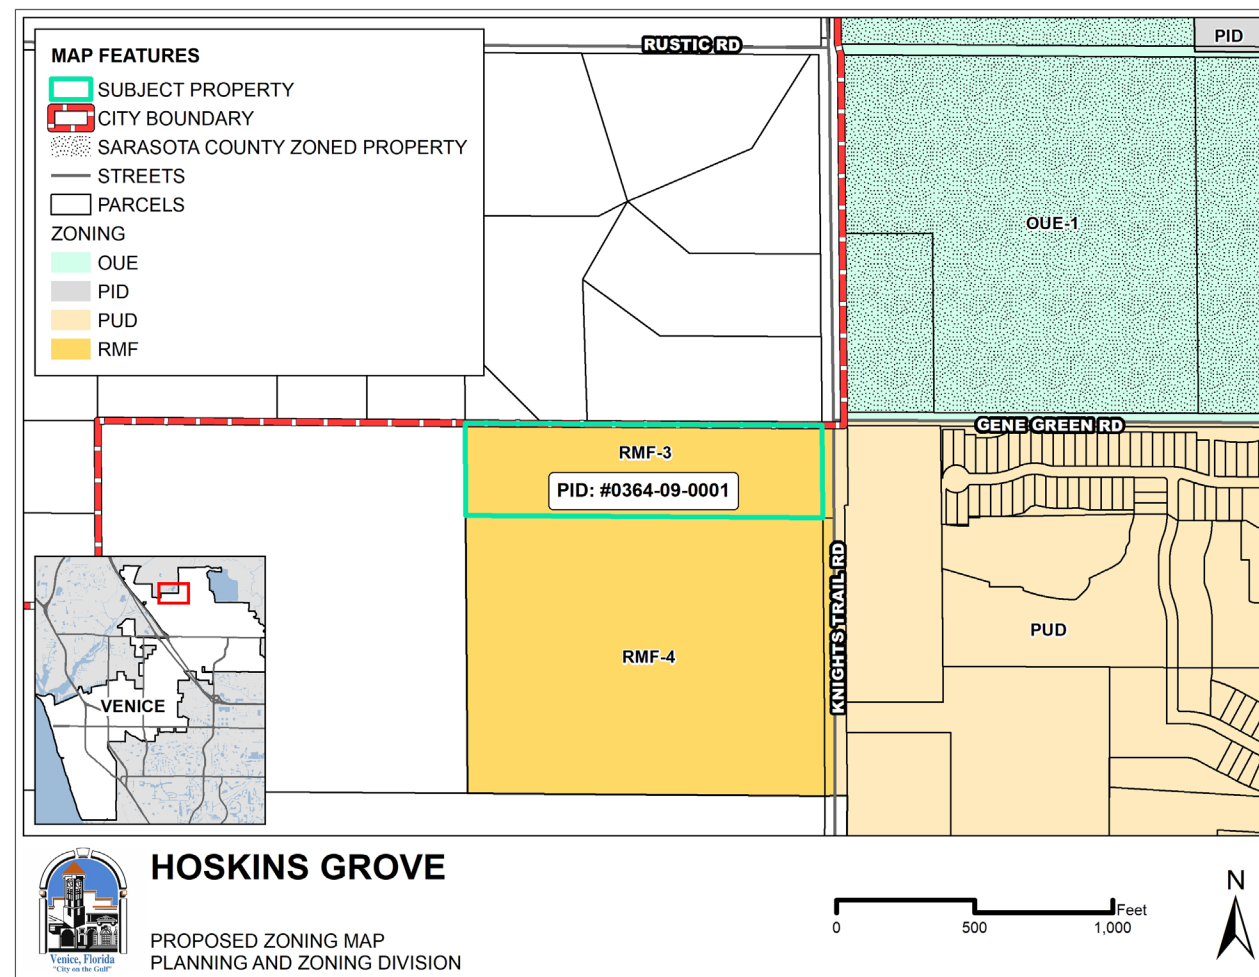 MAP FEATURES
SUBJECT PROPERTY
CITY BOUNDARY
SARASOTA COUNTY ZONED PROPERTY
STREETS
PARCELS
ZONING
OUE
PID
PUD
RMF
RUSTIC RD
PID
OUE-1
GENE GREEN RD
RMF-3
PID: #0364-09-0001
KNIGHTS TRAIL RD
PUD
RMF-4
VENICE
HOSKINS GROVE
PROPOSED ZONING MAP
PLANNING AND ZONING DIVISION
Venice, Florida
"City on the Gulf"
Feet
0 500 1,000
N